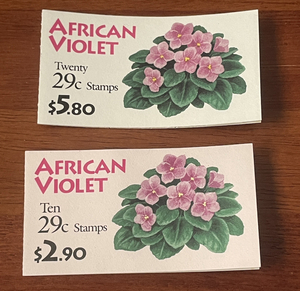 AFRICAN
VIOLET
Twenty
29c Stamps
$5.80
AFRICAN
VIOLET
Ten
29c Stamps
$2.90